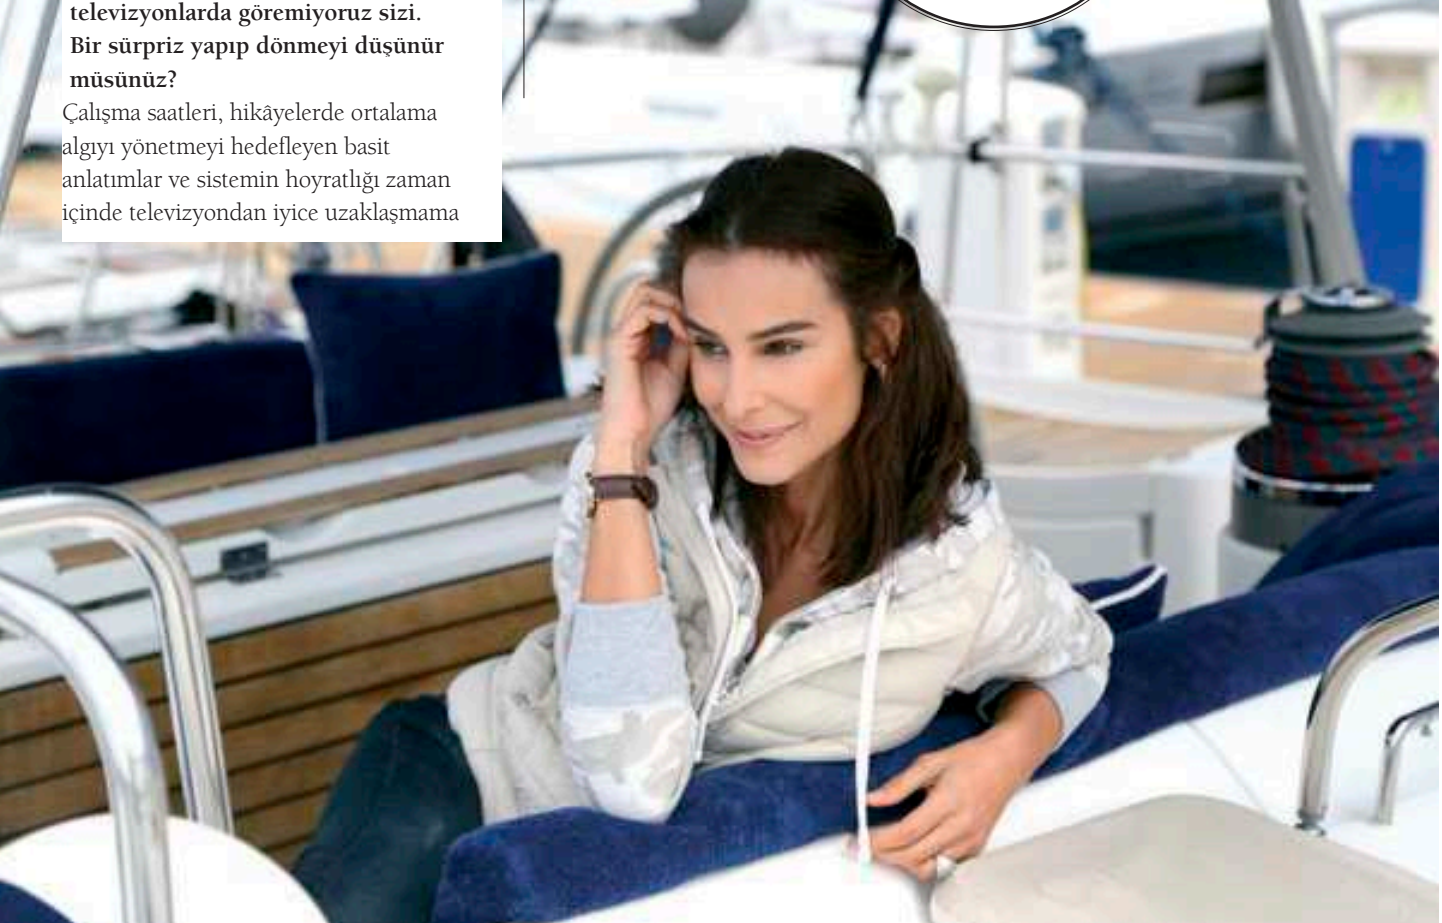 televizyonlarda göremiyoruz sizi.
Bir sürpriz yapıp dönmeyi düşünür
müsünüz?
Çalışma saatleri, hikâyelerde ortalama
algıyı yönetmeyi hedefleyen basit
anlatımlar ve sistemin hoyratlığı zaman
içinde televizyondan iyice uzaklaşmama